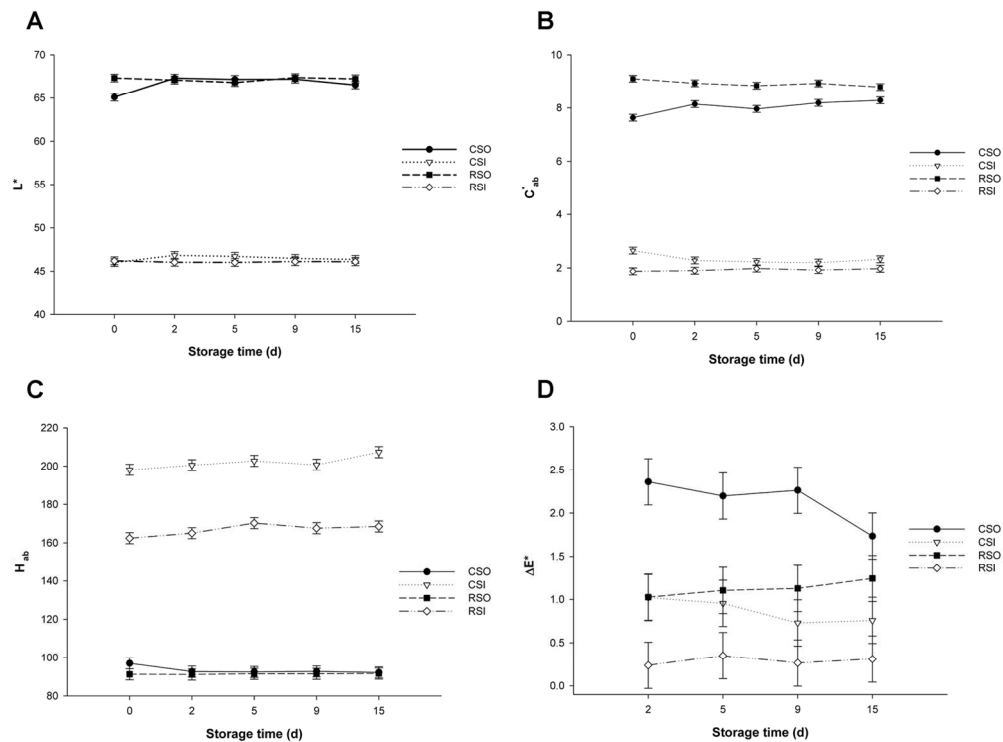 A
70
65
60
55
50
45
40
L*
0 2 5 9 15
Storage time (d)
CSO
CSI
RSO
RSI
B
10
8
6
4
2
0
C*ab
0 2 5 9 15
Storage time (d)
CSO
CSI
RSO
RSI
C
220
200
180
160
140
120
100
80
Hab
0 2 5 9 15
Storage time (d)
CSO
CSI
RSO
RSI
D
3.0
2.5
2.0
1.5
1.0
0.5
0.0
ΔE*
2 5 9 15
Storage time (d)
CSO
CSI
RSO
RSI